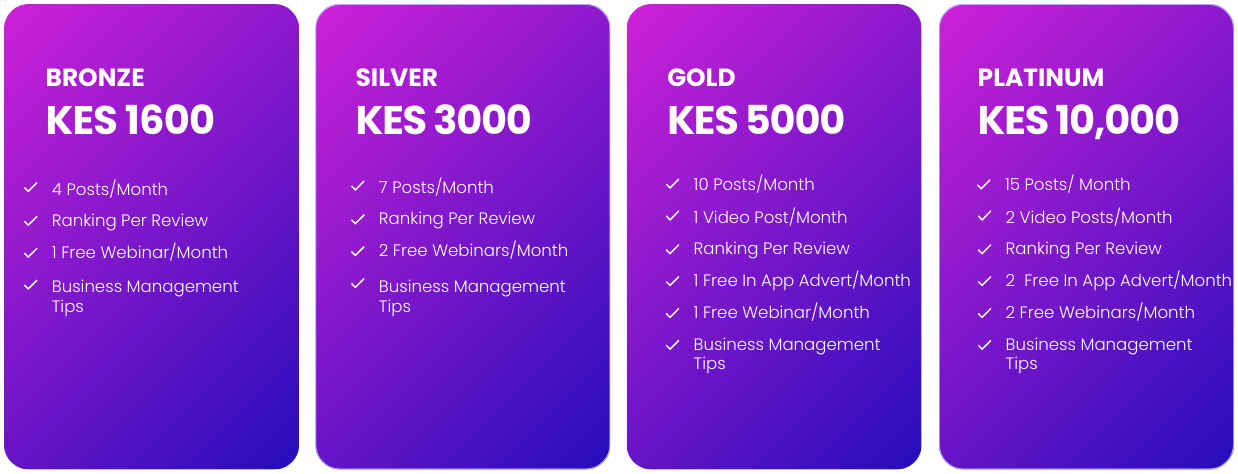 BRONZE
KES 1600
4 Posts/Month
Ranking Per Review
1 Free Webinar/Month
Business Management
Tips
SILVER
KES 3000
7 Posts/Month
Ranking Per Review
2 Free Webinars/Month
Business Management
Tips
GOLD
KES 5000
10 Posts/Month
1 Video Post/Month
Ranking Per Review
1 Free In App Advert/Month
1 Free Webinar/Month
Business Management
Tips
PLATINUM
KES 10,000
15 Posts/ Month
2 Video Posts/Month
Ranking Per Review
2  Free In App Advert/Month
2 Free Webinars/Month
Business Management
Tips